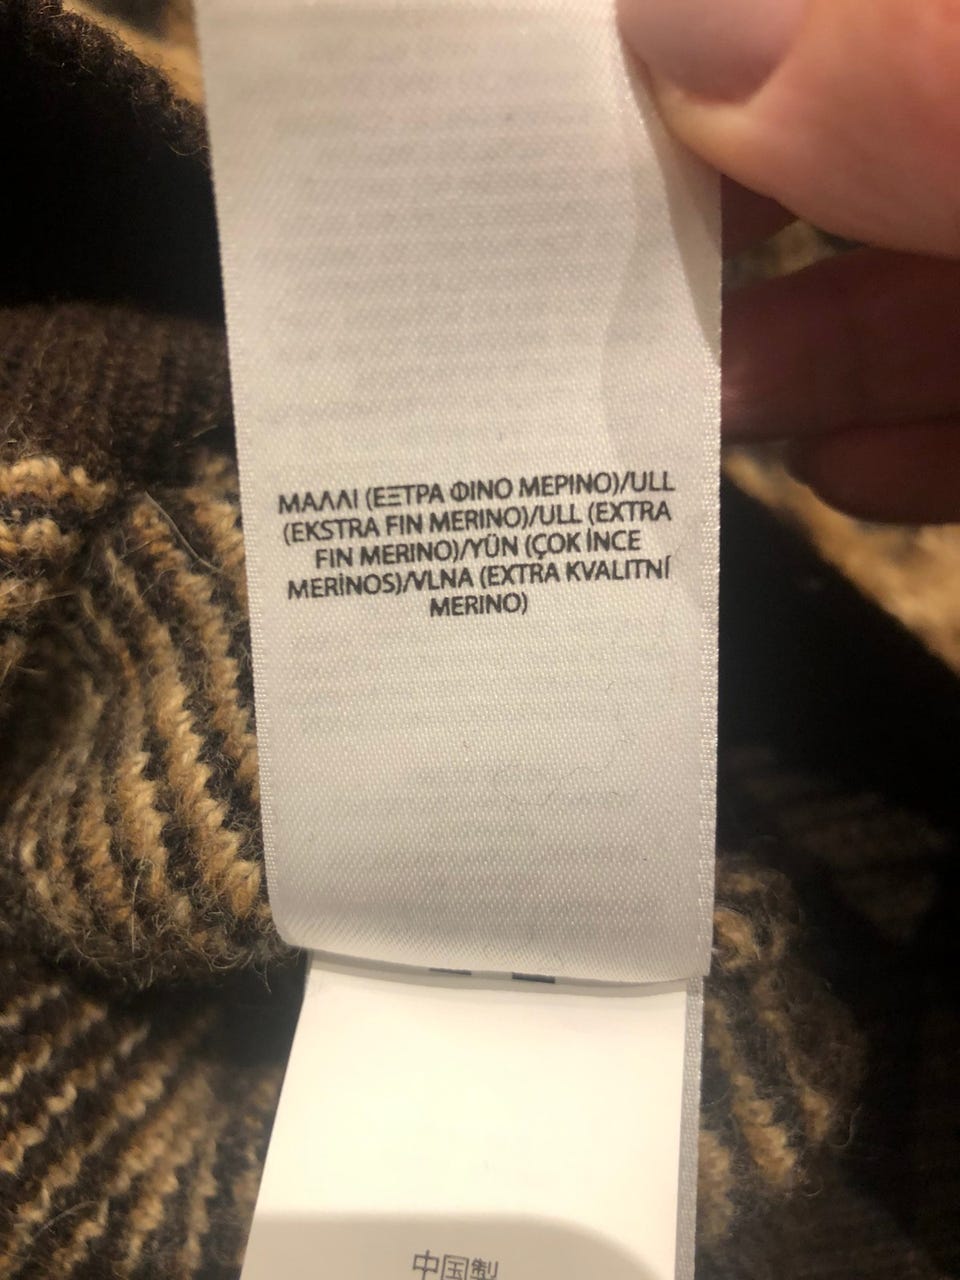 ΜΑΛΛΙ (ΕΞΤΡΑ ΦΙΝΟ ΜΕΡΙΝΟ)/ULL
(EKSTRA FIN MERINO)/ULL (EXTRA
FIN MERINO)/YÜN (ÇOK İNCE
MERİNOS)/VLNA (EXTRA KVALITNÍ
MERINO)
中国製